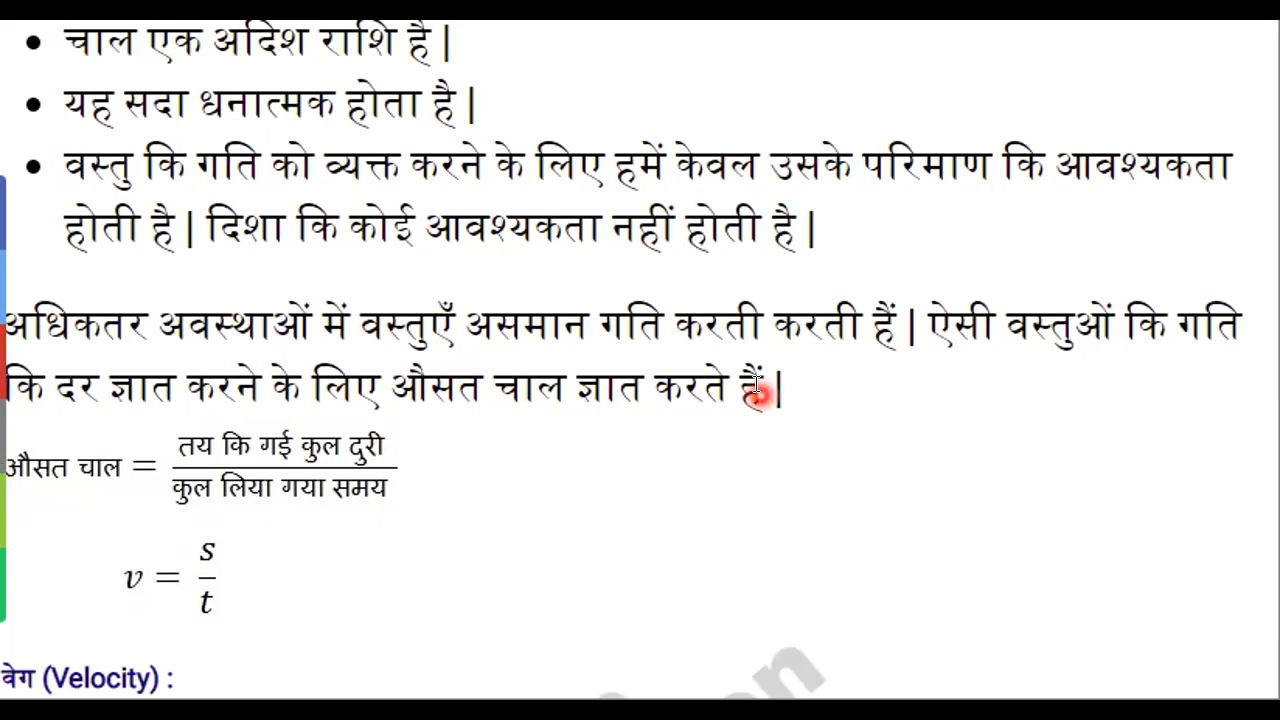 • चाल एक अदिश राशि है |
• यह सदा धनात्मक होता है |
• वस्तु कि गति को व्यक्त करने के लिए हमें केवल उसके परिमाण कि आवश्यकता
होती है | दिशा कि कोई आवश्यकता नहीं होती है |
अधिकतर अवस्थाओं में वस्तुएँ असमान गति करती करती हैं | ऐसी वस्तुओं कि गति
कि दर ज्ञात करने के लिए औसत चाल ज्ञात करते हैं |
औसत चाल = तय कि गई कुल दुरी
कुल लिया गया समय
v = s
t
वेग (Velocity) :